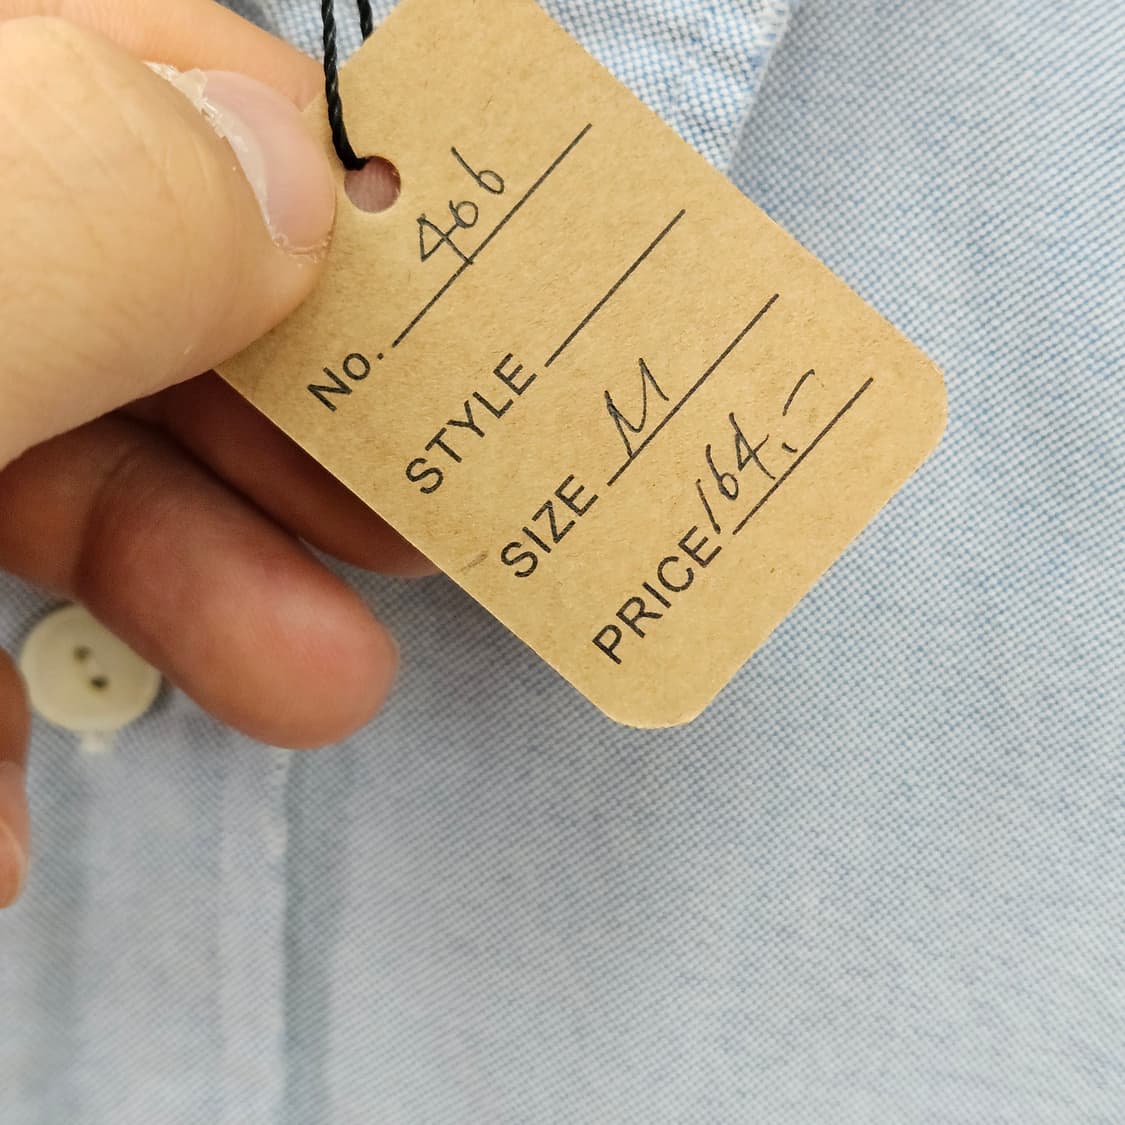 No. 406
STYLE
SIZE M
PRICE 164.-